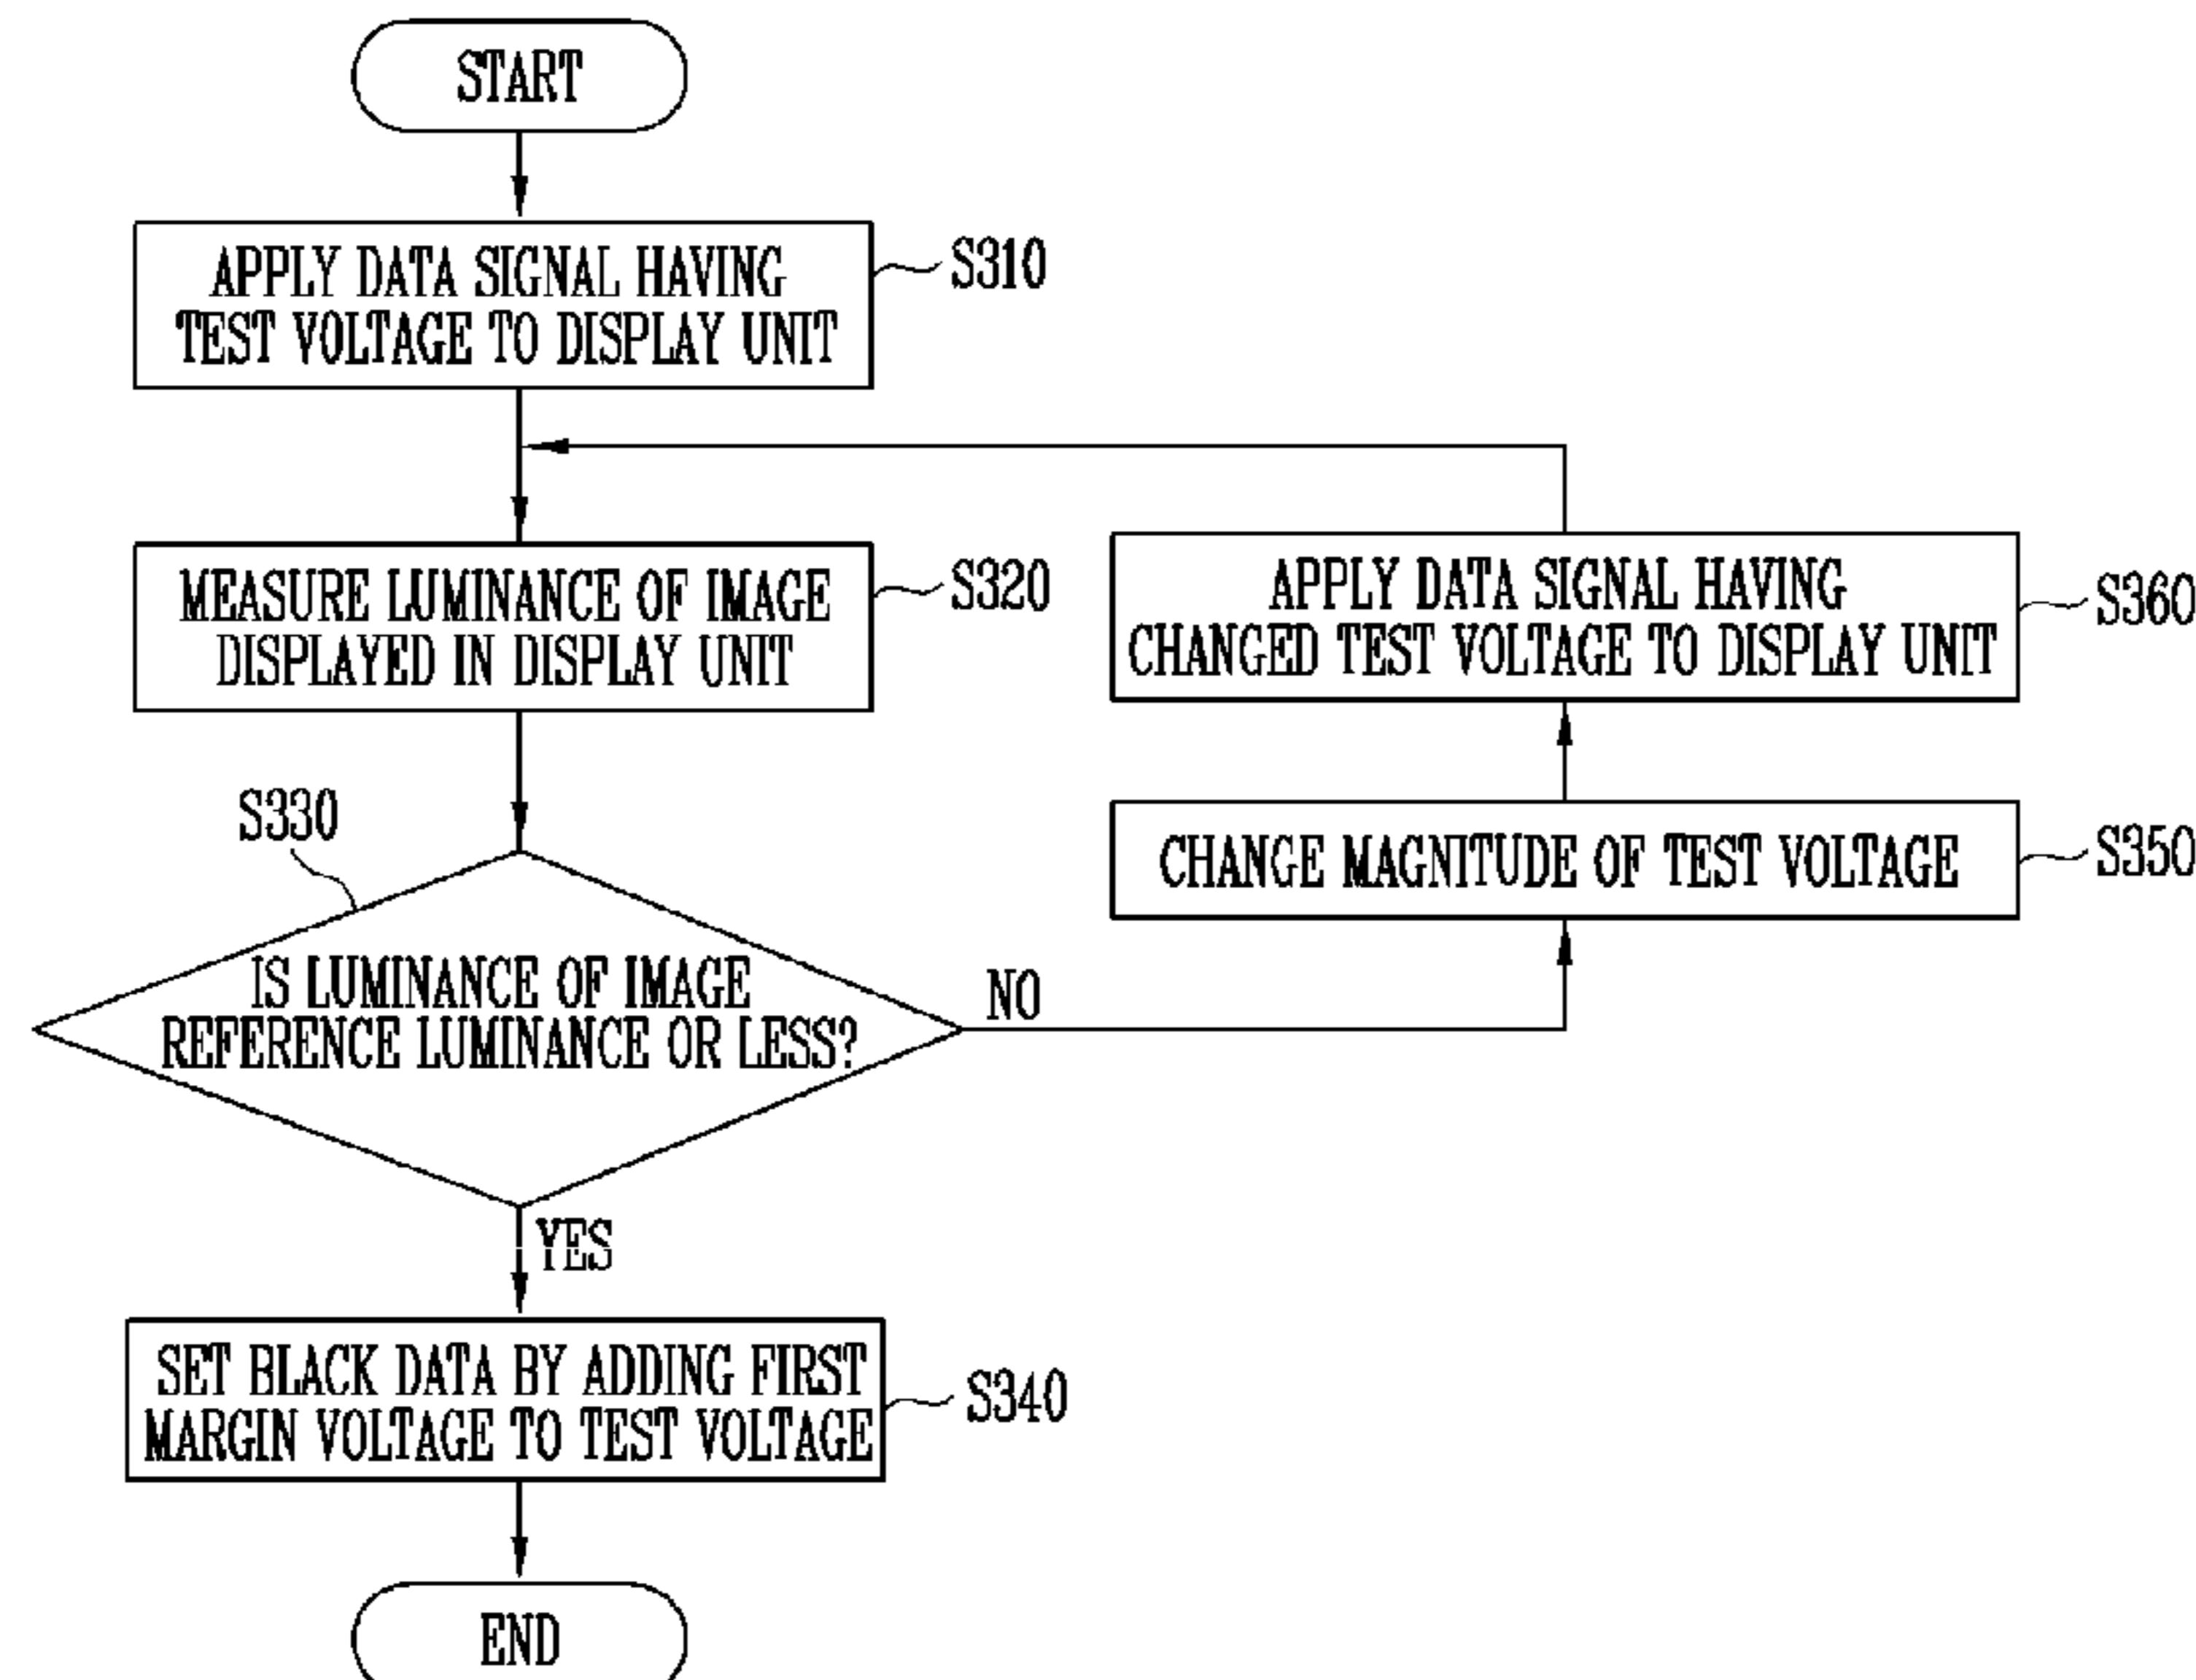 START
APPLY DATA SIGNAL HAVING
TEST VOLTAGE TO DISPLAY UNIT
S310
MEASURE LUMINANCE OF IMAGE
DISPLAYED IN DISPLAY UNIT
S320
S330
IS LUMINANCE OF IMAGE
REFERENCE LUMINANCE OR LESS?
NO
YES
SET BLACK DATA BY ADDING FIRST
MARGIN VOLTAGE TO TEST VOLTAGE
S340
END
APPLY DATA SIGNAL HAVING
CHANGED TEST VOLTAGE TO DISPLAY UNIT
S360
CHANGE MAGNITUDE OF TEST VOLTAGE
S350